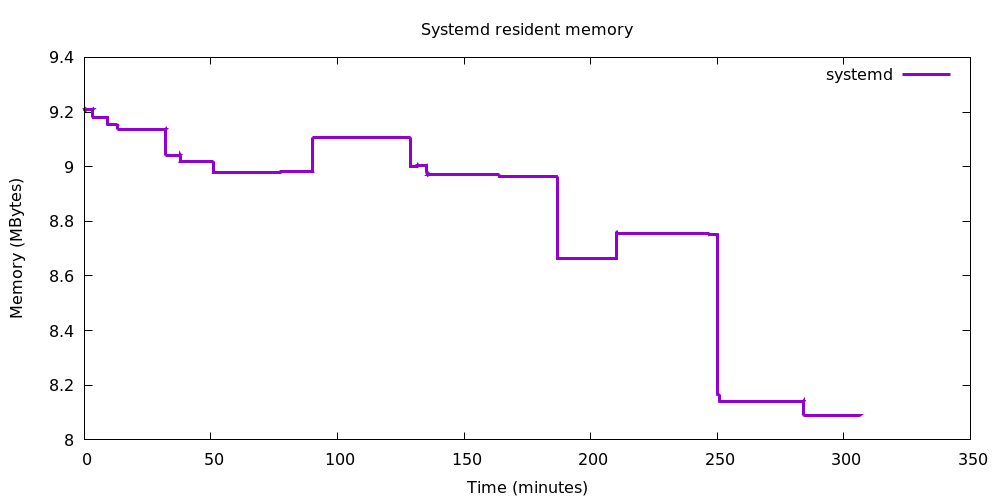 Systemd resident memory
systemd
Memory (MBytes)
9.4
9.2
9
8.8
8.6
8.4
8.2
8
0 50 100 150 200 250 300 350
Time (minutes)